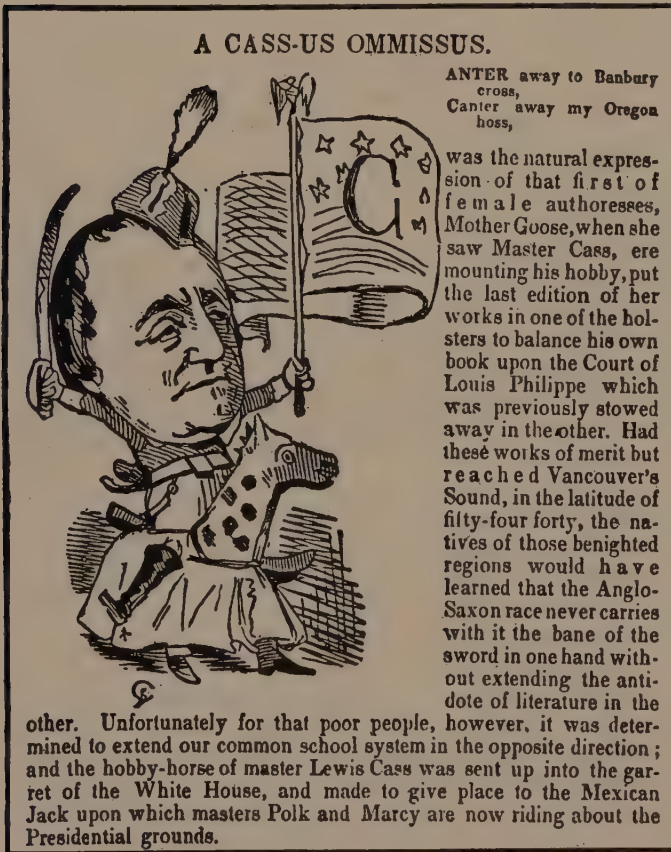 A CASS-US OMMISSUS.
C
ANTER away to Banbury
cross,
Canter away my Oregon
hoss,
was the natural expres-
sion of that first of
female authoresses,
Mother Goose, when she
saw Master Cass, ere
mounting his hobby, put
the last edition of her
works in one of the hol-
sters to balance his own
book upon the Court of
Louis Philippe which
was previously stowed
away in the other. Had
these works of merit but
reached Vancouver's
Sound, in the latitude of
fifty-four forty, the na-
tives of those benighted
regions would have
learned that the Anglo-
Saxon race never carries
with it the bane of the
sword in one hand with-
out extending the anti-
dote of literature in the
other. Unfortunately for that poor people, however, it was deter-
mined to extend our common school system in the opposite direction;
and the hobby-horse of master Lewis Cass was sent up into the gar-
ret of the White House, and made to give place to the Mexican
Jack upon which masters Polk and Marcy are now riding about the
Presidential grounds.